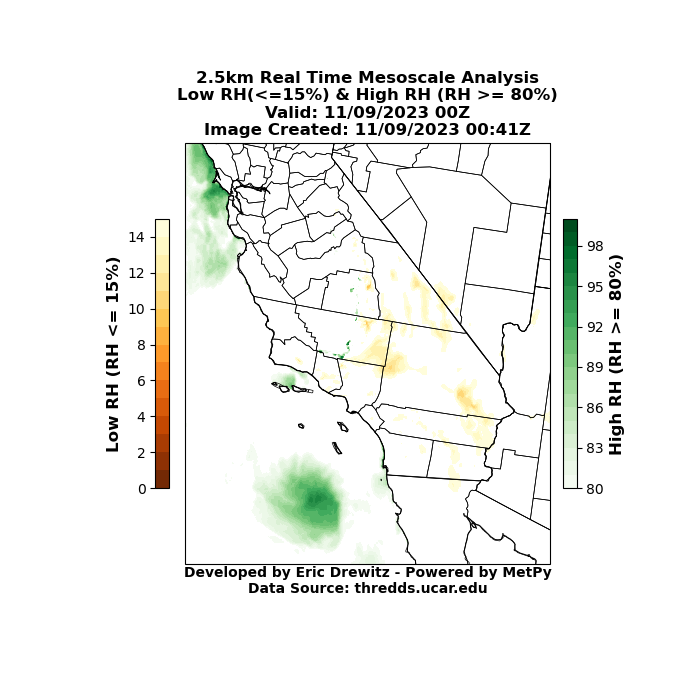 2.5km Real Time Mesoscale Analysis
Low RH(<=15%) & High RH (RH >= 80%)
Valid: 11/09/2023 00Z
Image Created: 11/09/2023 00:41Z
Low RH (RH <= 15%)
14
12
10
8
6
4
2
0
98
95
92
89
86
83
80
High RH (RH >= 80%)
Developed by Eric Drewitz - Powered by MetPy
Data Source: thredds.ucar.edu